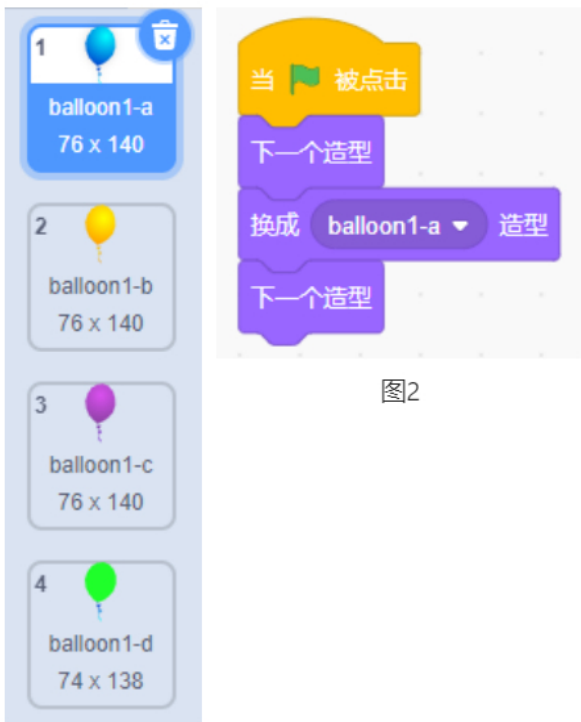 1
balloon1-a
76 x 140
2
balloon1-b
76 x 140
3
balloon1-c
76 x 140
4
balloon1-d
74 x 138
当 被点击
下一个造型
换成 balloon1-a 造型
下一个造型
图2